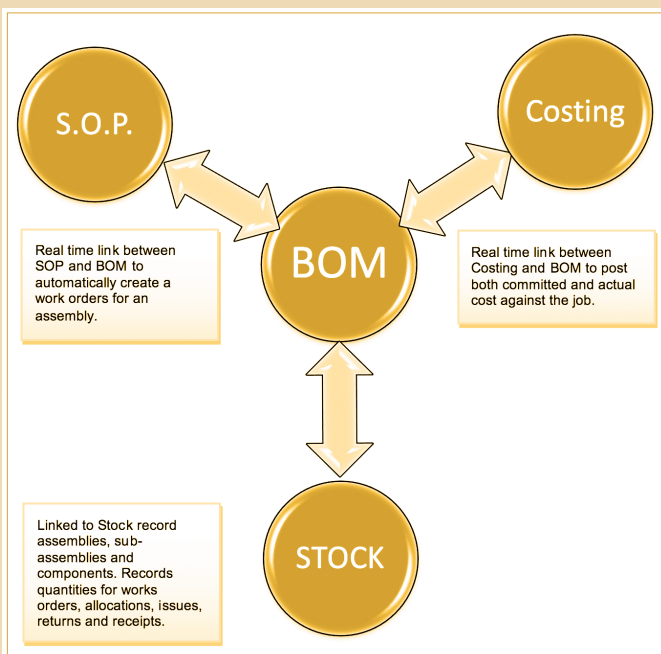 S.O.P.
Costing
BOM
Real time link between
SOP and BOM to
automatically create a
work orders for an
assembly.
Real time link between
Costing and BOM to post
both committed and actual
cost against the job.
Linked to Stock record
assemblies, sub-
assemblies and
components. Records
quantities for works
orders, allocations, issues,
returns and receipts.
STOCK